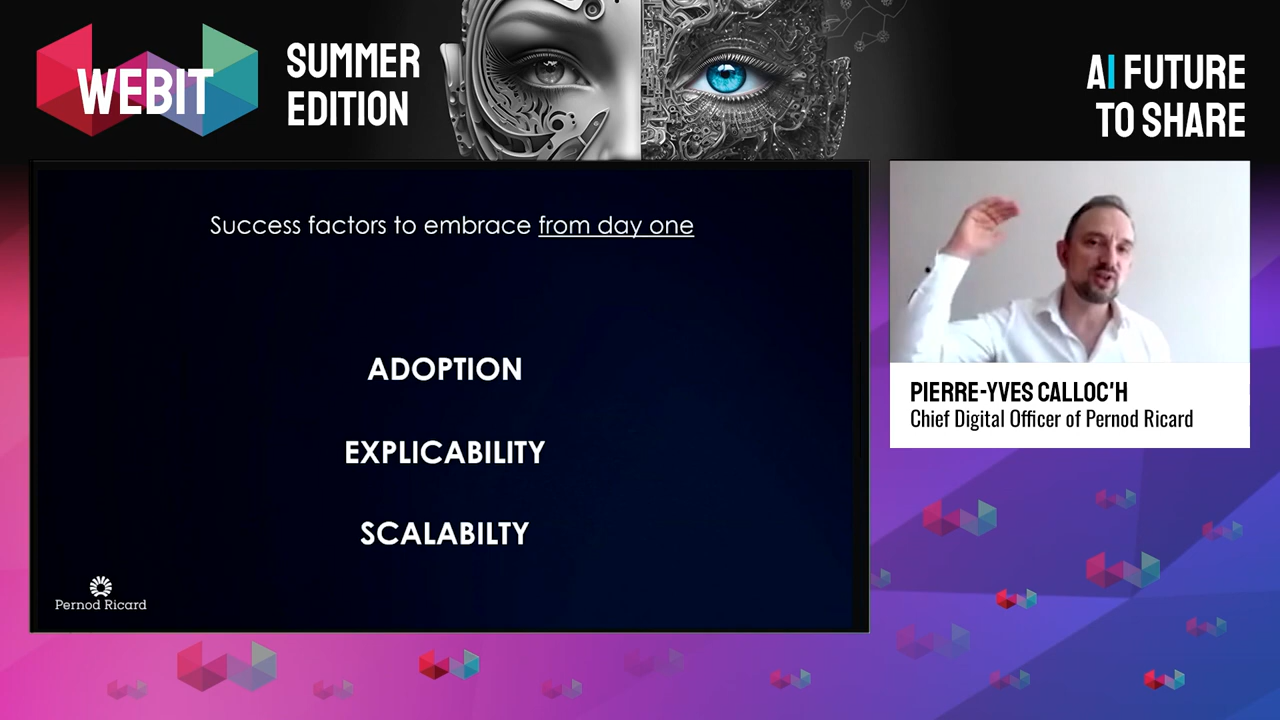 WEBIT
SUMMER
EDITION
AI FUTURE
TO SHARE
Success factors to embrace from day one
ADOPTION
EXPLICABILITY
SCALABILTY
Pernod Ricard
PIERRE-YVES CALLOC'H
Chief Digital Officer of Pernod Ricard